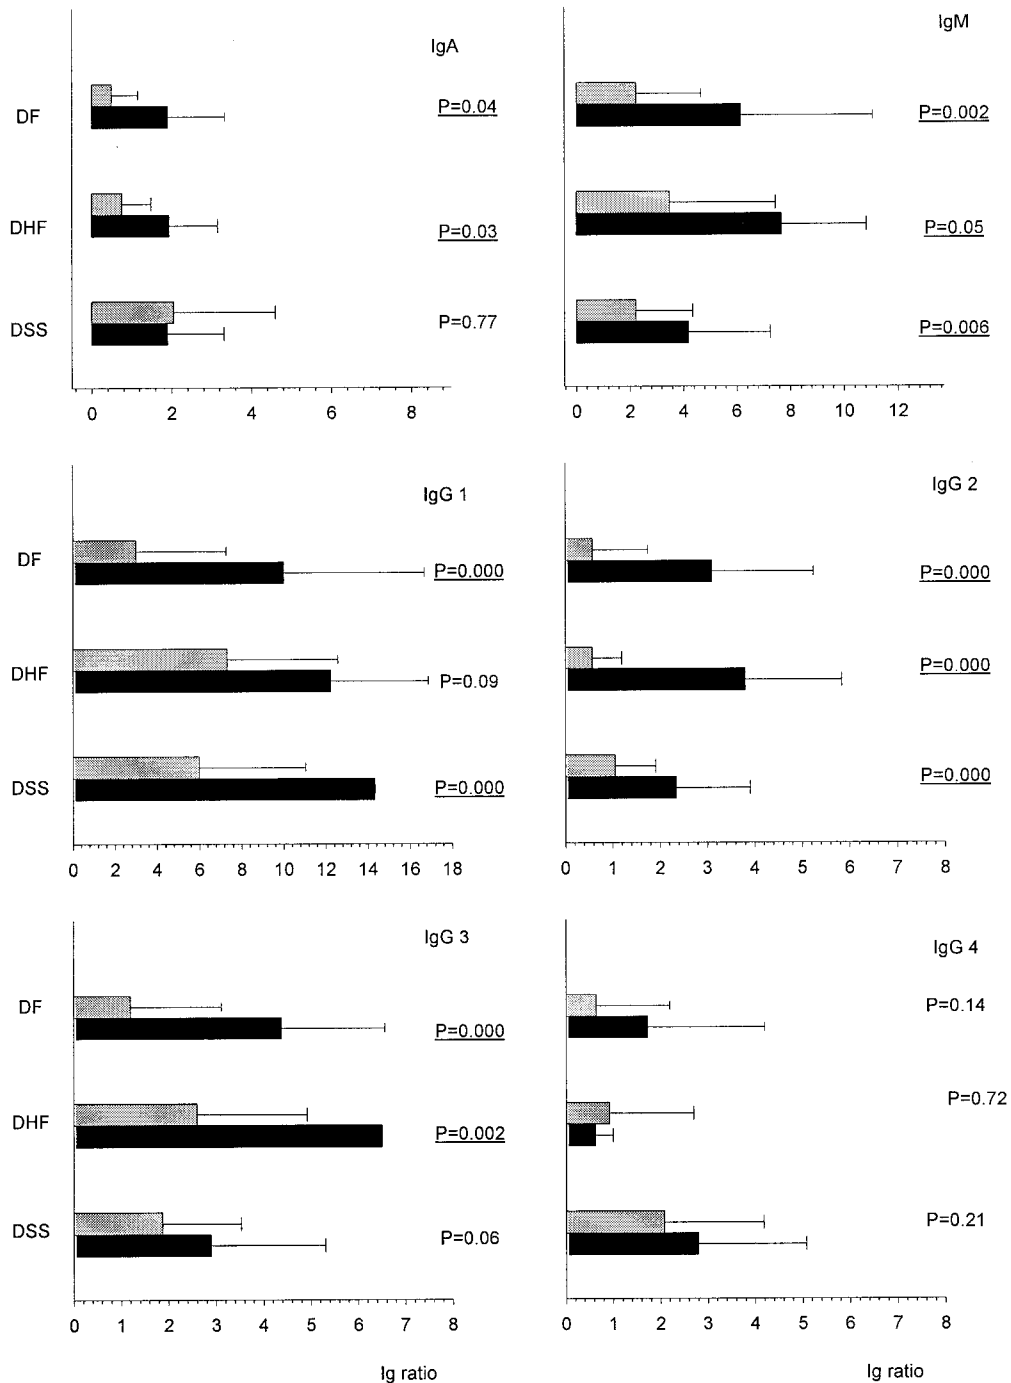 IgA
DF
P=0.04
DHF
P=0.03
DSS
P=0.77
0 2 4 6 8
IgM
P=0.002
P=0.05
P=0.006
0 2 4 6 8 10 12
IgG 1
DF
P=0.000
DHF
P=0.09
DSS
P=0.000
0 2 4 6 8 10 12 14 16 18
IgG 2
P=0.000
P=0.000
P=0.000
0 1 2 3 4 5 6 7 8
IgG 3
DF
P=0.000
DHF
P=0.002
DSS
P=0.06
0 1 2 3 4 5 6 7 8
Ig ratio
IgG 4
P=0.14
P=0.72
P=0.21
0 1 2 3 4 5 6 7 8
Ig ratio